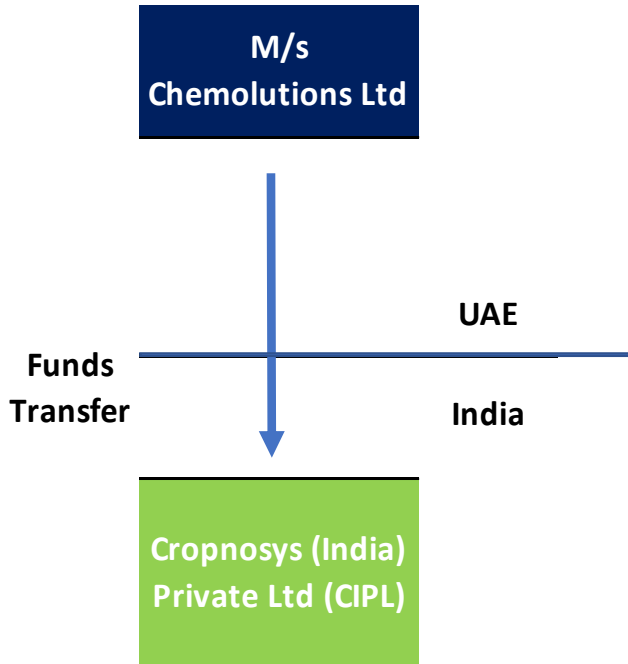 M/s
Chemolutions Ltd
UAE
Funds
Transfer
India
Cropnosys (India)
Private Ltd (CIPL)